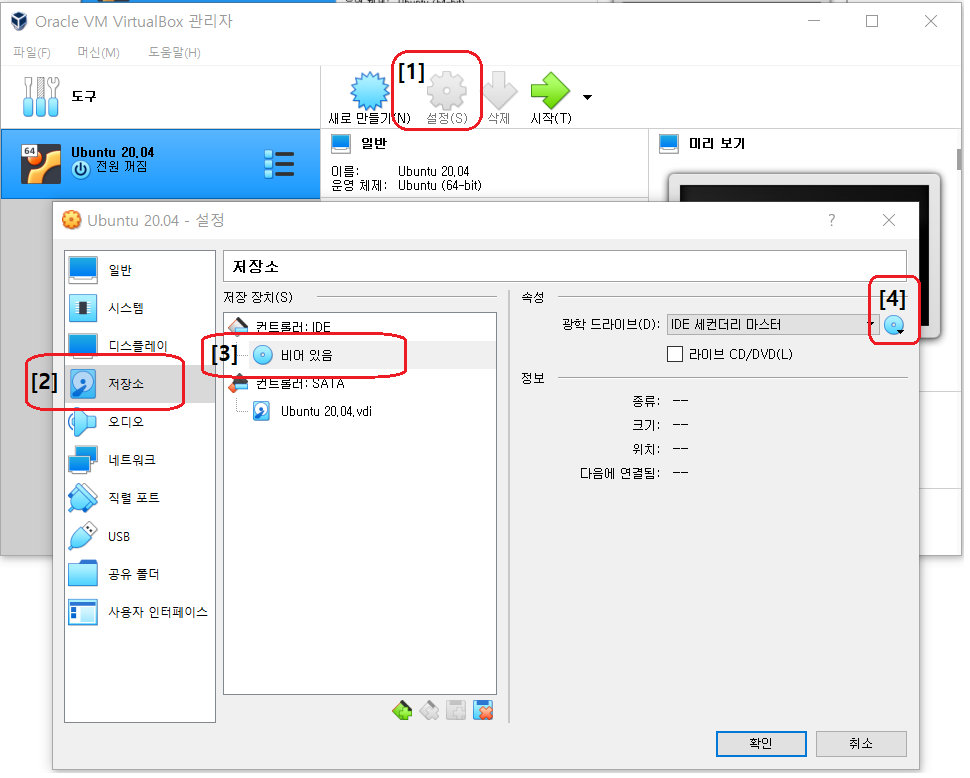 Oracle VM VirtualBox 관리자
파일(F) 머신(M) 도움말(H)
도구
[1]
새로 만들기(N) 설정(S) 삭제 시작(T)
64
Ubuntu 20.04
전원 꺼짐
일반
이름: Ubuntu 20.04
운영 체제: Ubuntu (64-bit)
미리 보기
Ubuntu 20.04 - 설정
?
일반
시스템
디스플레이
[2] 저장소
오디오
네트워크
직렬 포트
USB
공유 폴더
사용자 인터페이스
저장소
저장 장치(S)
컨트롤러: IDE
[3] 비어 있음
컨트롤러: SATA
Ubuntu 20.04.vdi
속성
[4]
광학 드라이브(D): IDE 세컨더리 마스터
라이브 CD/DVD(L)
정보
종류: --
크기: --
위치: --
다음에 연결됨: --
확인 취소